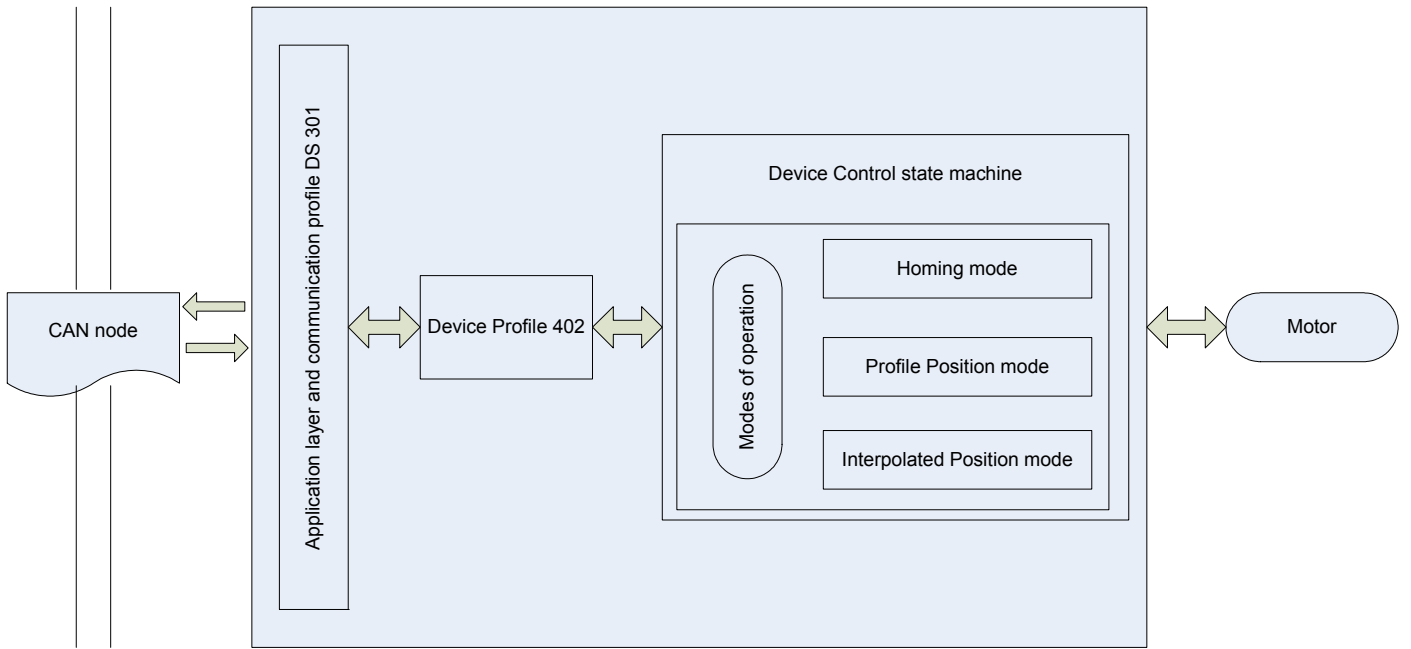 CAN node
Application layer and communication profile DS 301
Device Profile 402
Device Control state machine
Modes of operation
Homing mode
Profile Position mode
Interpolated Position mode
Motor